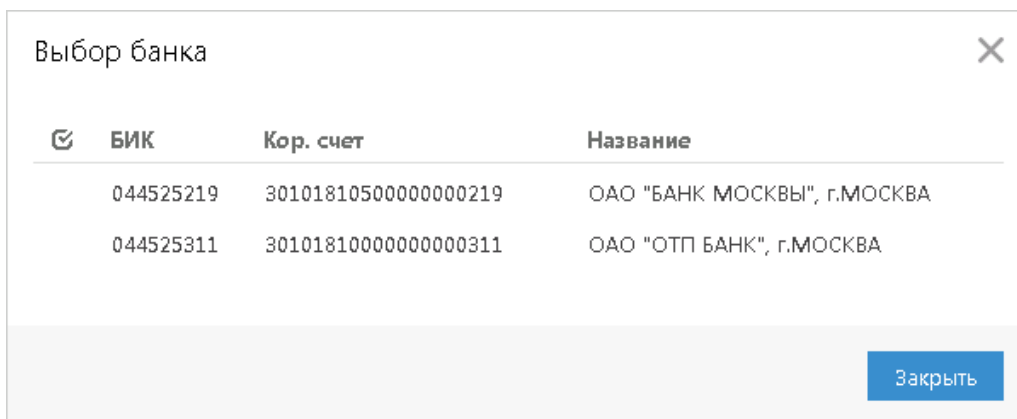 Выбор банка
БИК Кор. счет Название
044525219 30101810500000000219 ОАО "БАНК МОСКВЫ", г.МОСКВА
044525311 30101810000000000311 ОАО "ОТП БАНК", г.МОСКВА
Закрыть